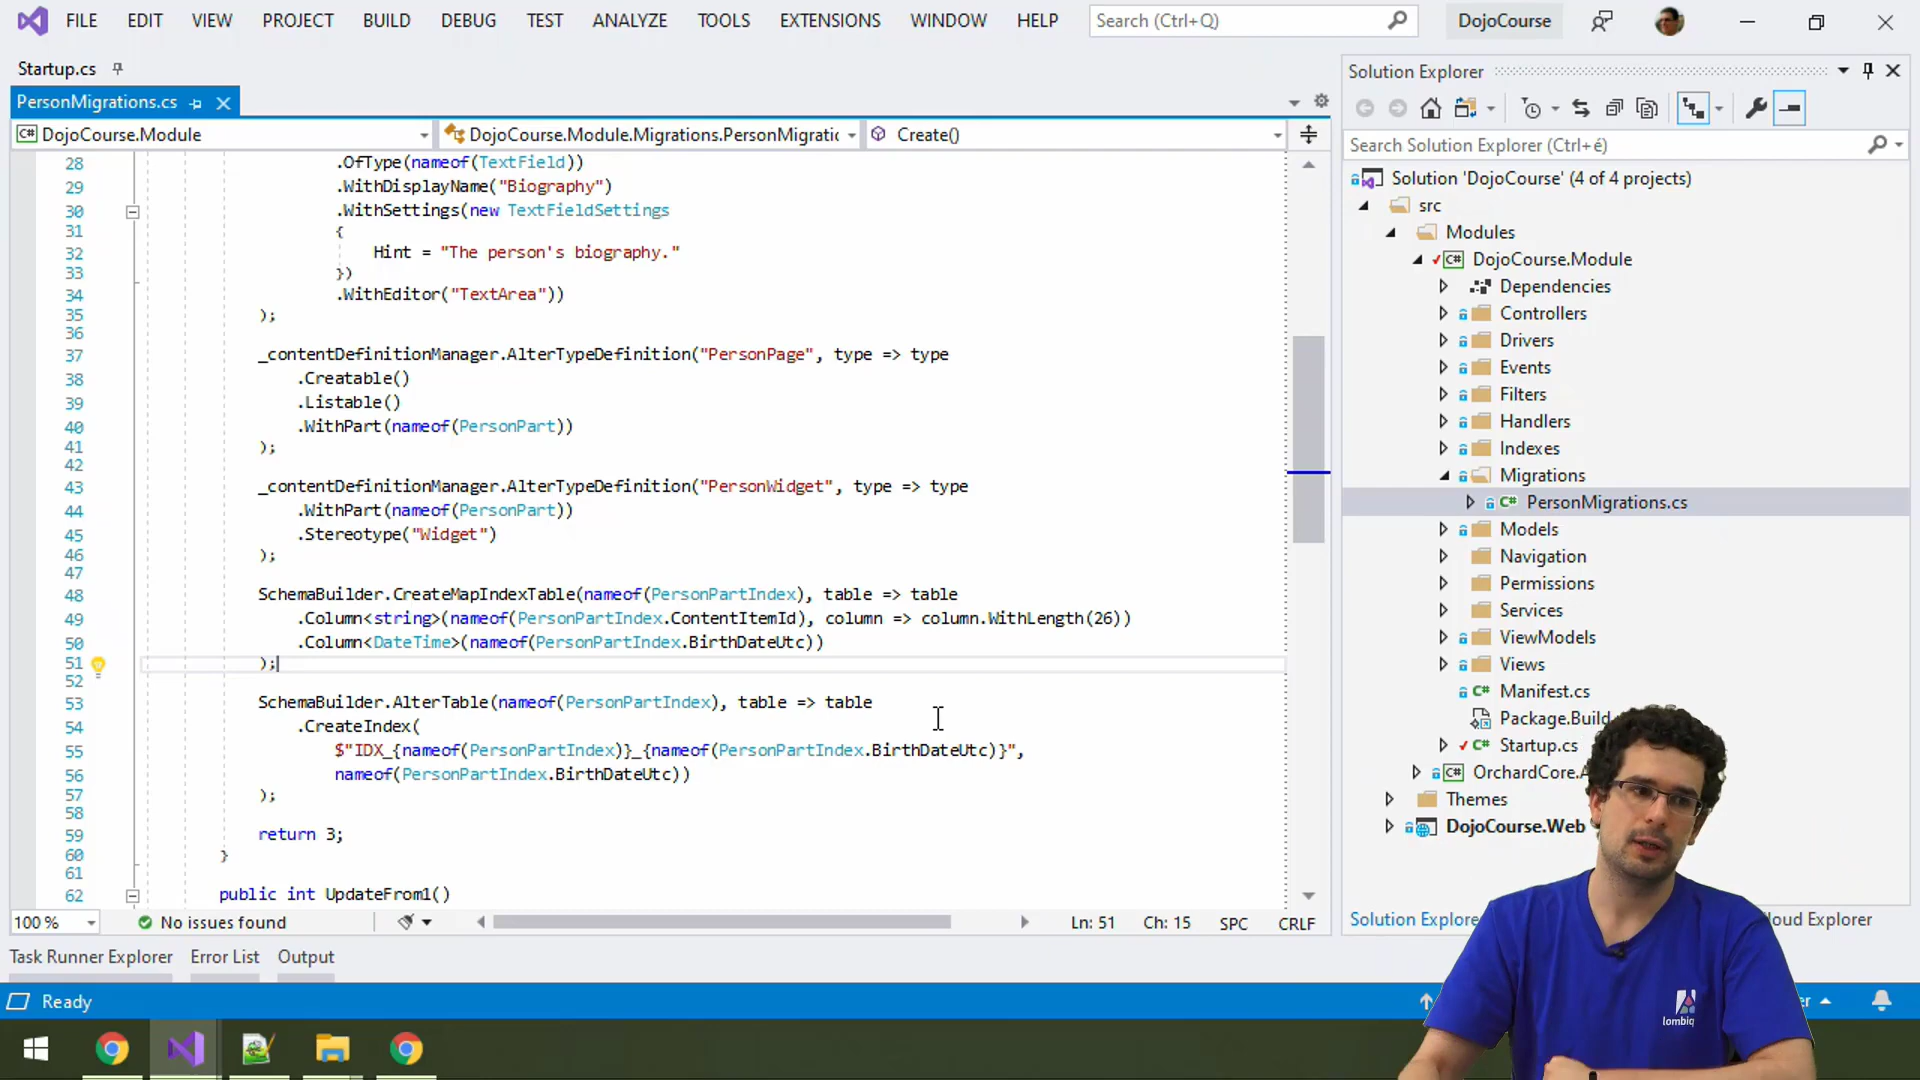 FILE EDIT VIEW PROJECT BUILD DEBUG TEST ANALYZE TOOLS EXTENSIONS WINDOW HELP Search (Ctrl+Q) DojoCourse
Startup.cs
PersonMigrations.cs
DojoCourse.Module DojoCourse.Module.Migrations.PersonMigratic Create()
28 .OfType(nameof(TextField))
29 .WithDisplayName("Biography")
30 .WithSettings(new TextFieldSettings
31 {
32 Hint = "The person's biography."
33 })
34 .WithEditor("TextArea"))
35 );
36
37 _contentDefinitionManager.AlterTypeDefinition("PersonPage", type => type
38 .Creatable()
39 .Listable()
40 .WithPart(nameof(PersonPart))
41 );
42
43 _contentDefinitionManager.AlterTypeDefinition("PersonWidget", type => type
44 .WithPart(nameof(PersonPart))
45 .Stereotype("Widget")
46 );
47
48 SchemaBuilder.CreateMapIndexTable(nameof(PersonPartIndex), table => table
49 .Column<string>(nameof(PersonPartIndex.ContentItemId), column => column.WithLength(26))
50 .Column<DateTime>(nameof(PersonPartIndex.BirthDateUtc))
51 );
52
53 SchemaBuilder.AlterTable(nameof(PersonPartIndex), table => table
54 .CreateIndex(
55 $"IDX_{nameof(PersonPartIndex)}_{nameof(PersonPartIndex.BirthDateUtc)}",
56 nameof(PersonPartIndex.BirthDateUtc))
57 );
58
59 return 3;
60 }
61
62 public int UpdateFrom1()
100 % No issues found Ln: 51 Ch: 15 SPC CRLF
Task Runner Explorer Error List Output
Ready
Solution Explorer
Search Solution Explorer (Ctrl+é)
Solution 'DojoCourse' (4 of 4 projects)
src
Modules
DojoCourse.Module
Dependencies
Controllers
Drivers
Events
Filters
Handlers
Indexes
Migrations
PersonMigrations.cs
Models
Navigation
Permissions
Services
ViewModels
Views
Manifest.cs
Package.Build
Startup.cs
OrchardCore.
Themes
DojoCourse.Web
Solution Explore loud Explorer
er
lombiq